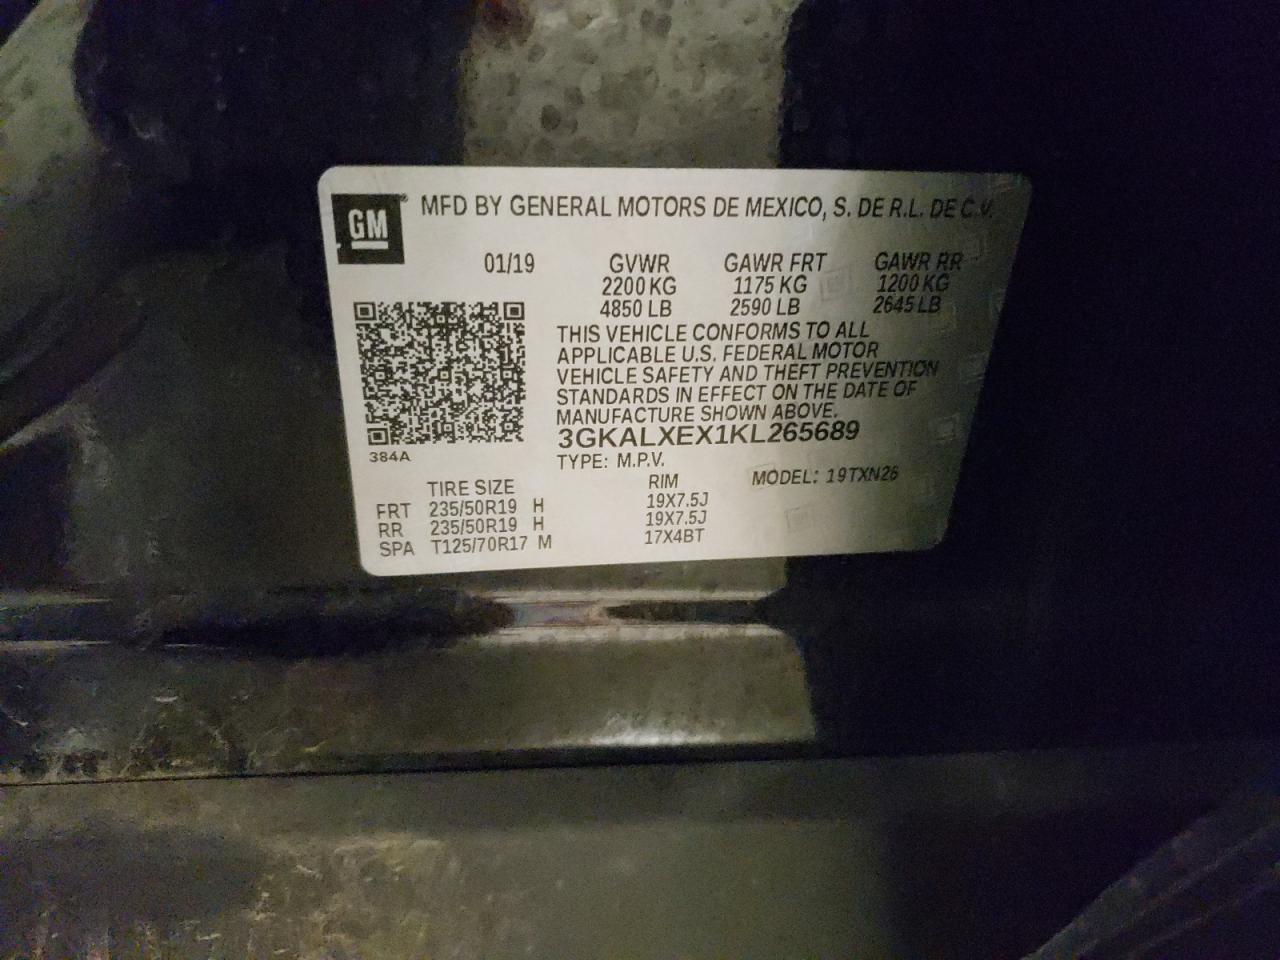 GM ® MFD BY GENERAL MOTORS DE MEXICO, S. DE R.L. DE C.V.
01/19 GVWR GAWR FRT GAWR RR
2200 KG 1175 KG 1200 KG
4850 LB 2590 LB 2645 LB
THIS VEHICLE CONFORMS TO ALL
APPLICABLE U.S. FEDERAL MOTOR
VEHICLE SAFETY AND THEFT PREVENTION
STANDARDS IN EFFECT ON THE DATE OF
MANUFACTURE SHOWN ABOVE.
3GKALXEX1KL265689
384A
TYPE: M.P.V. MODEL: 19TXN26
TIRE SIZE RIM
FRT 235/50R19 H 19X7.5J
RR 235/50R19 H 19X7.5J
SPA T125/70R17 M 17X4BT